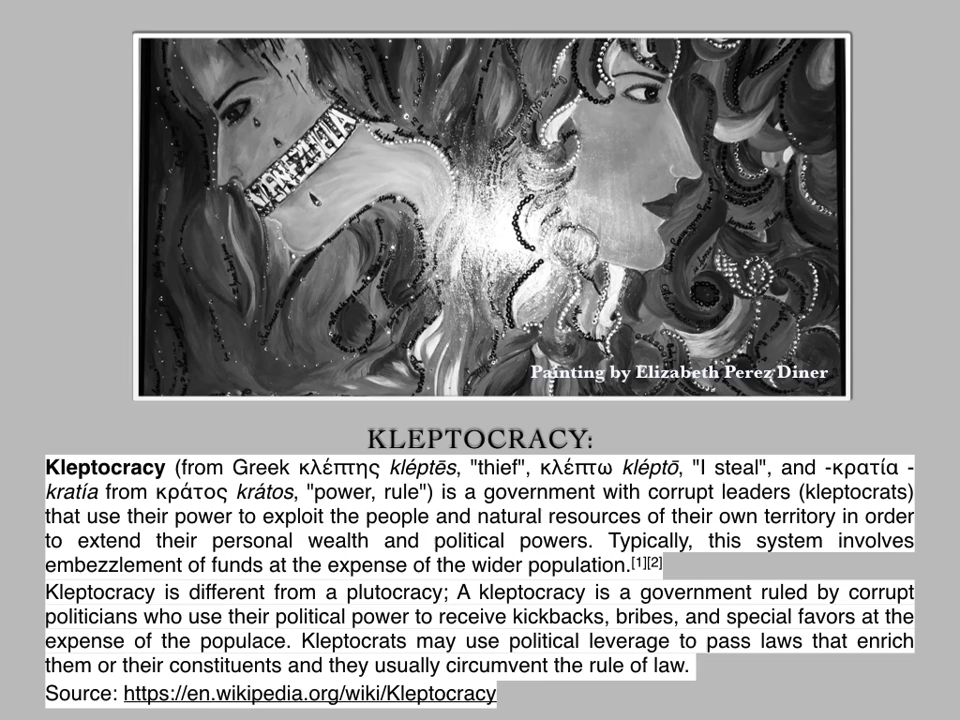 VENEZUELA
Painting by Elizabeth Perez Diner
KLEPTOCRACY:
Kleptocracy (from Greek κλέπτης kléptēs, "thief", κλέπτω kléptō, "I steal", and -κρατία -
kratía from κράτος krátos, "power, rule") is a government with corrupt leaders (kleptocrats)
that use their power to exploit the people and natural resources of their own territory in order
to extend their personal wealth and political powers. Typically, this system involves
embezzlement of funds at the expense of the wider population.[1][2]
Kleptocracy is different from a plutocracy; A kleptocracy is a government ruled by corrupt
politicians who use their political power to receive kickbacks, bribes, and special favors at the
expense of the populace. Kleptocrats may use political leverage to pass laws that enrich
them or their constituents and they usually circumvent the rule of law.
Source: https://en.wikipedia.org/wiki/Kleptocracy